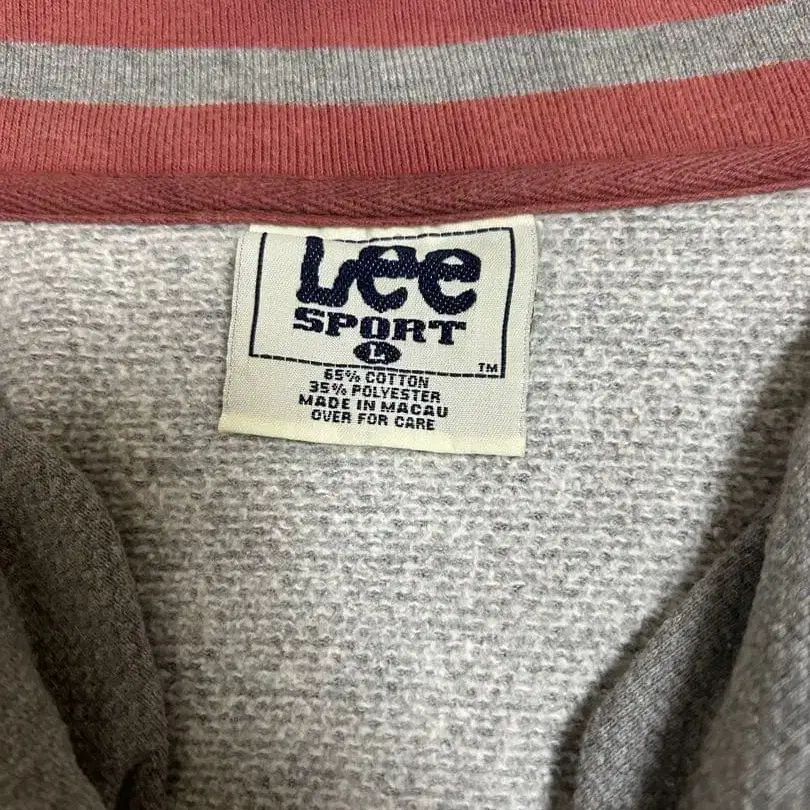 Lee
SPORT
L
TM
65% COTTON
35% POLYESTER
MADE IN MACAU
OVER FOR CARE